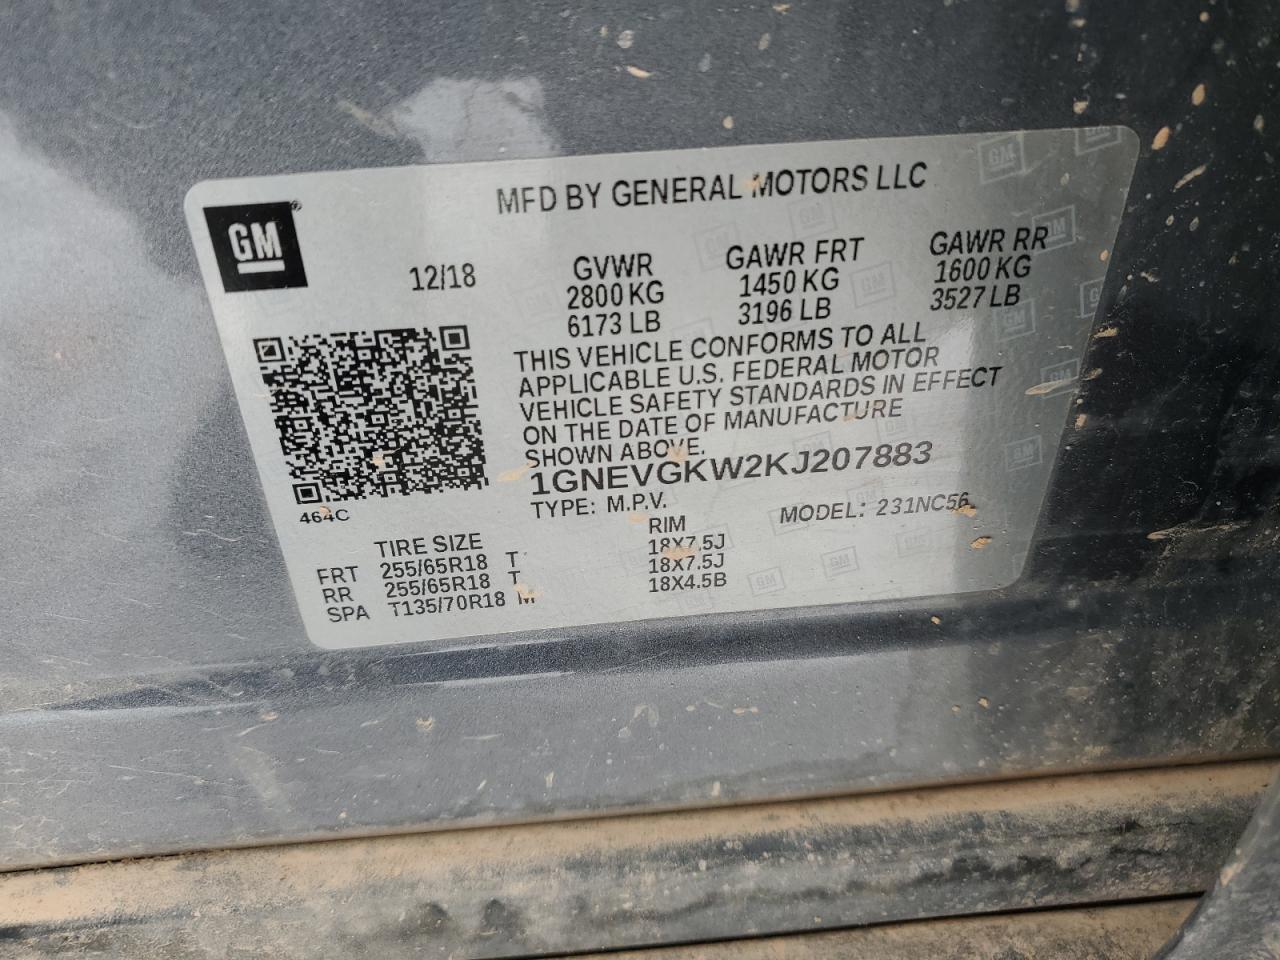 MFD BY GENERAL MOTORS LLC
GM®
12/18
GVWR GAWR FRT GAWR RR
2800 KG 1450 KG 1600 KG
6173 LB 3196 LB 3527 LB
THIS VEHICLE CONFORMS TO ALL
APPLICABLE U.S. FEDERAL MOTOR
VEHICLE SAFETY STANDARDS IN EFFECT
ON THE DATE OF MANUFACTURE
SHOWN ABOVE.
1GNEVGKW2KJ207883
464C
TYPE: M.P.V. MODEL: 231NC56
TIRE SIZE RIM
FRT 255/65R18 T 18X7.5J
RR 255/65R18 T 18X7.5J
SPA T135/70R18 M 18X4.5B